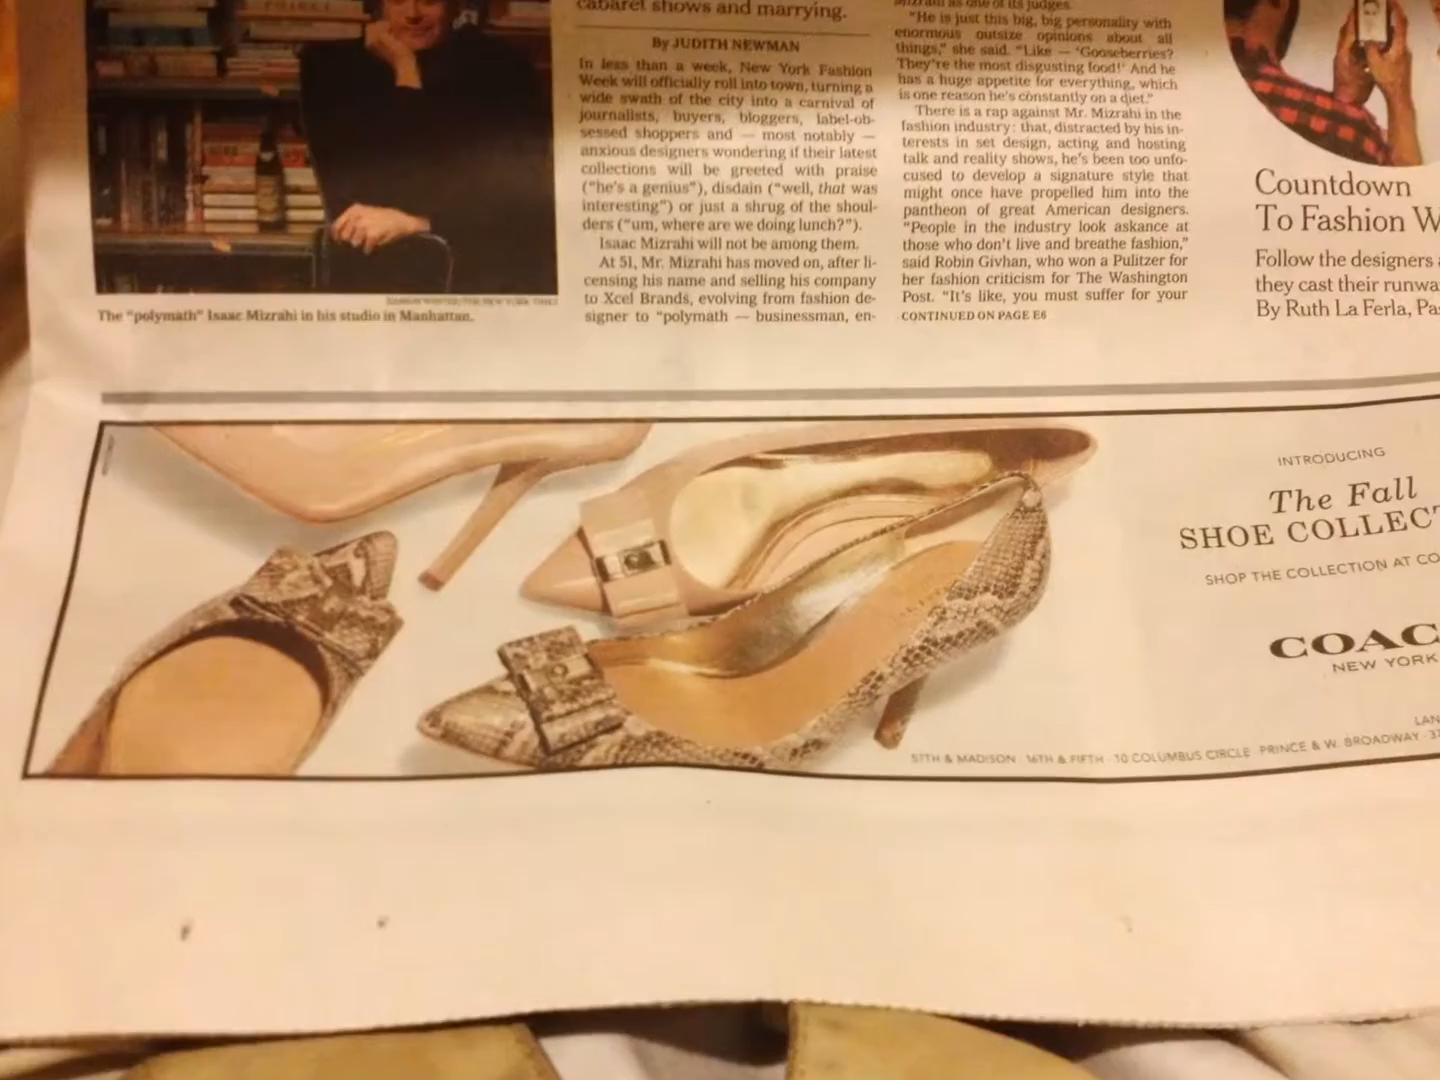 cabaret shows and marrying.
By JUDITH NEWMAN
In less than a week, New York Fashion
Week will officially roll into town, turning a
wide swath of the city into a carnival of
journalists, buyers, bloggers, label-ob-
sessed shoppers and — most notably —
anxious designers wondering if their latest
collections will be greeted with praise
("he's a genius"), disdain ("well, that was
interesting") or just a shrug of the shoul-
ders ("um, where are we doing lunch?").
Isaac Mizrahi will not be among them.
At 51, Mr. Mizrahi has moved on, after li-
censing his name and selling his company
to Xcel Brands, evolving from fashion de-
signer to "polymath — businessman, en-
Mizrahi as one of its judges.
"He is just this big, big personality with
enormous outsize opinions about all
things," she said. "Like — 'Gooseberries?
They're the most disgusting food!' And he
has a huge appetite for everything, which
is one reason he's constantly on a diet."
There is a rap against Mr. Mizrahi in the
fashion industry: that, distracted by his in-
terests in set design, acting and hosting
talk and reality shows, he's been too unfo-
cused to develop a signature style that
might once have propelled him into the
pantheon of great American designers.
"People in the industry look askance at
those who don't live and breathe fashion,"
said Robin Givhan, who won a Pulitzer for
her fashion criticism for The Washington
Post. "It's like, you must suffer for your
CONTINUED ON PAGE E6
The "polymath" Isaac Mizrahi in his studio in Manhattan.
Countdown
To Fashion W
Follow the designers
they cast their runwa
By Ruth La Ferla, Pa
INTRODUCING
The Fall
SHOE COLLECT
SHOP THE COLLECTION AT CO
COAC
NEW YORK
LAN
57TH & MADISON · 16TH & FIFTH · 10 COLUMBUS CIRCLE · PRINCE & W. BROADWAY · 37